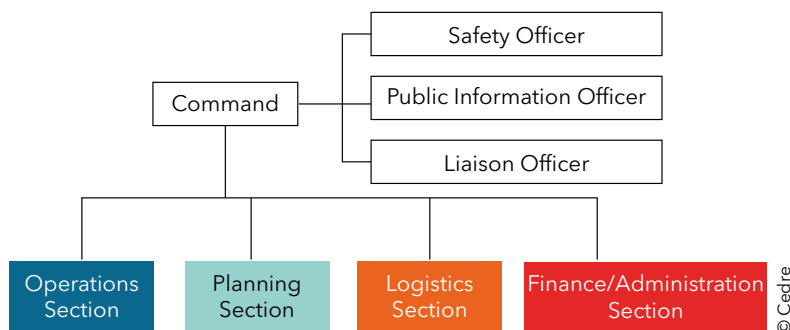 Safety Officer
Command
Public Information Officer
Liaison Officer
Operations
Section
Planning
Section
Logistics
Section
Finance/Administration
Section
© Cedre